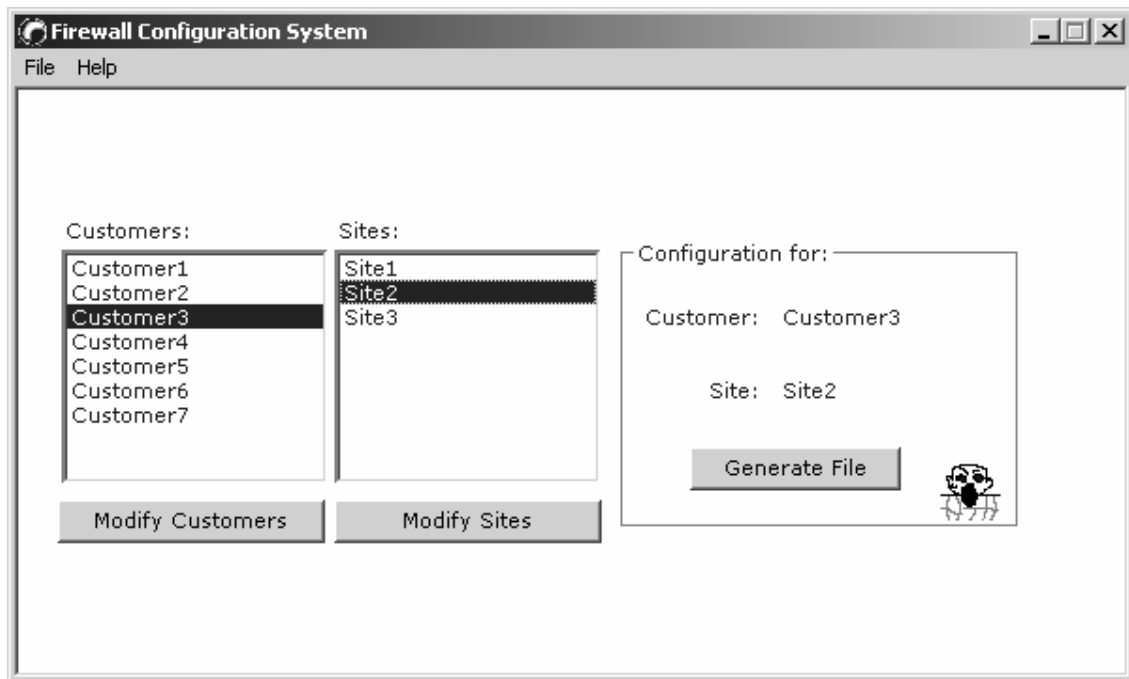 Firewall Configuration System
File Help
Customers:
Customer1
Customer2
Customer3
Customer4
Customer5
Customer6
Customer7
Modify Customers
Sites:
Site1
Site2
Site3
Modify Sites
Configuration for:
Customer: Customer3
Site: Site2
Generate File